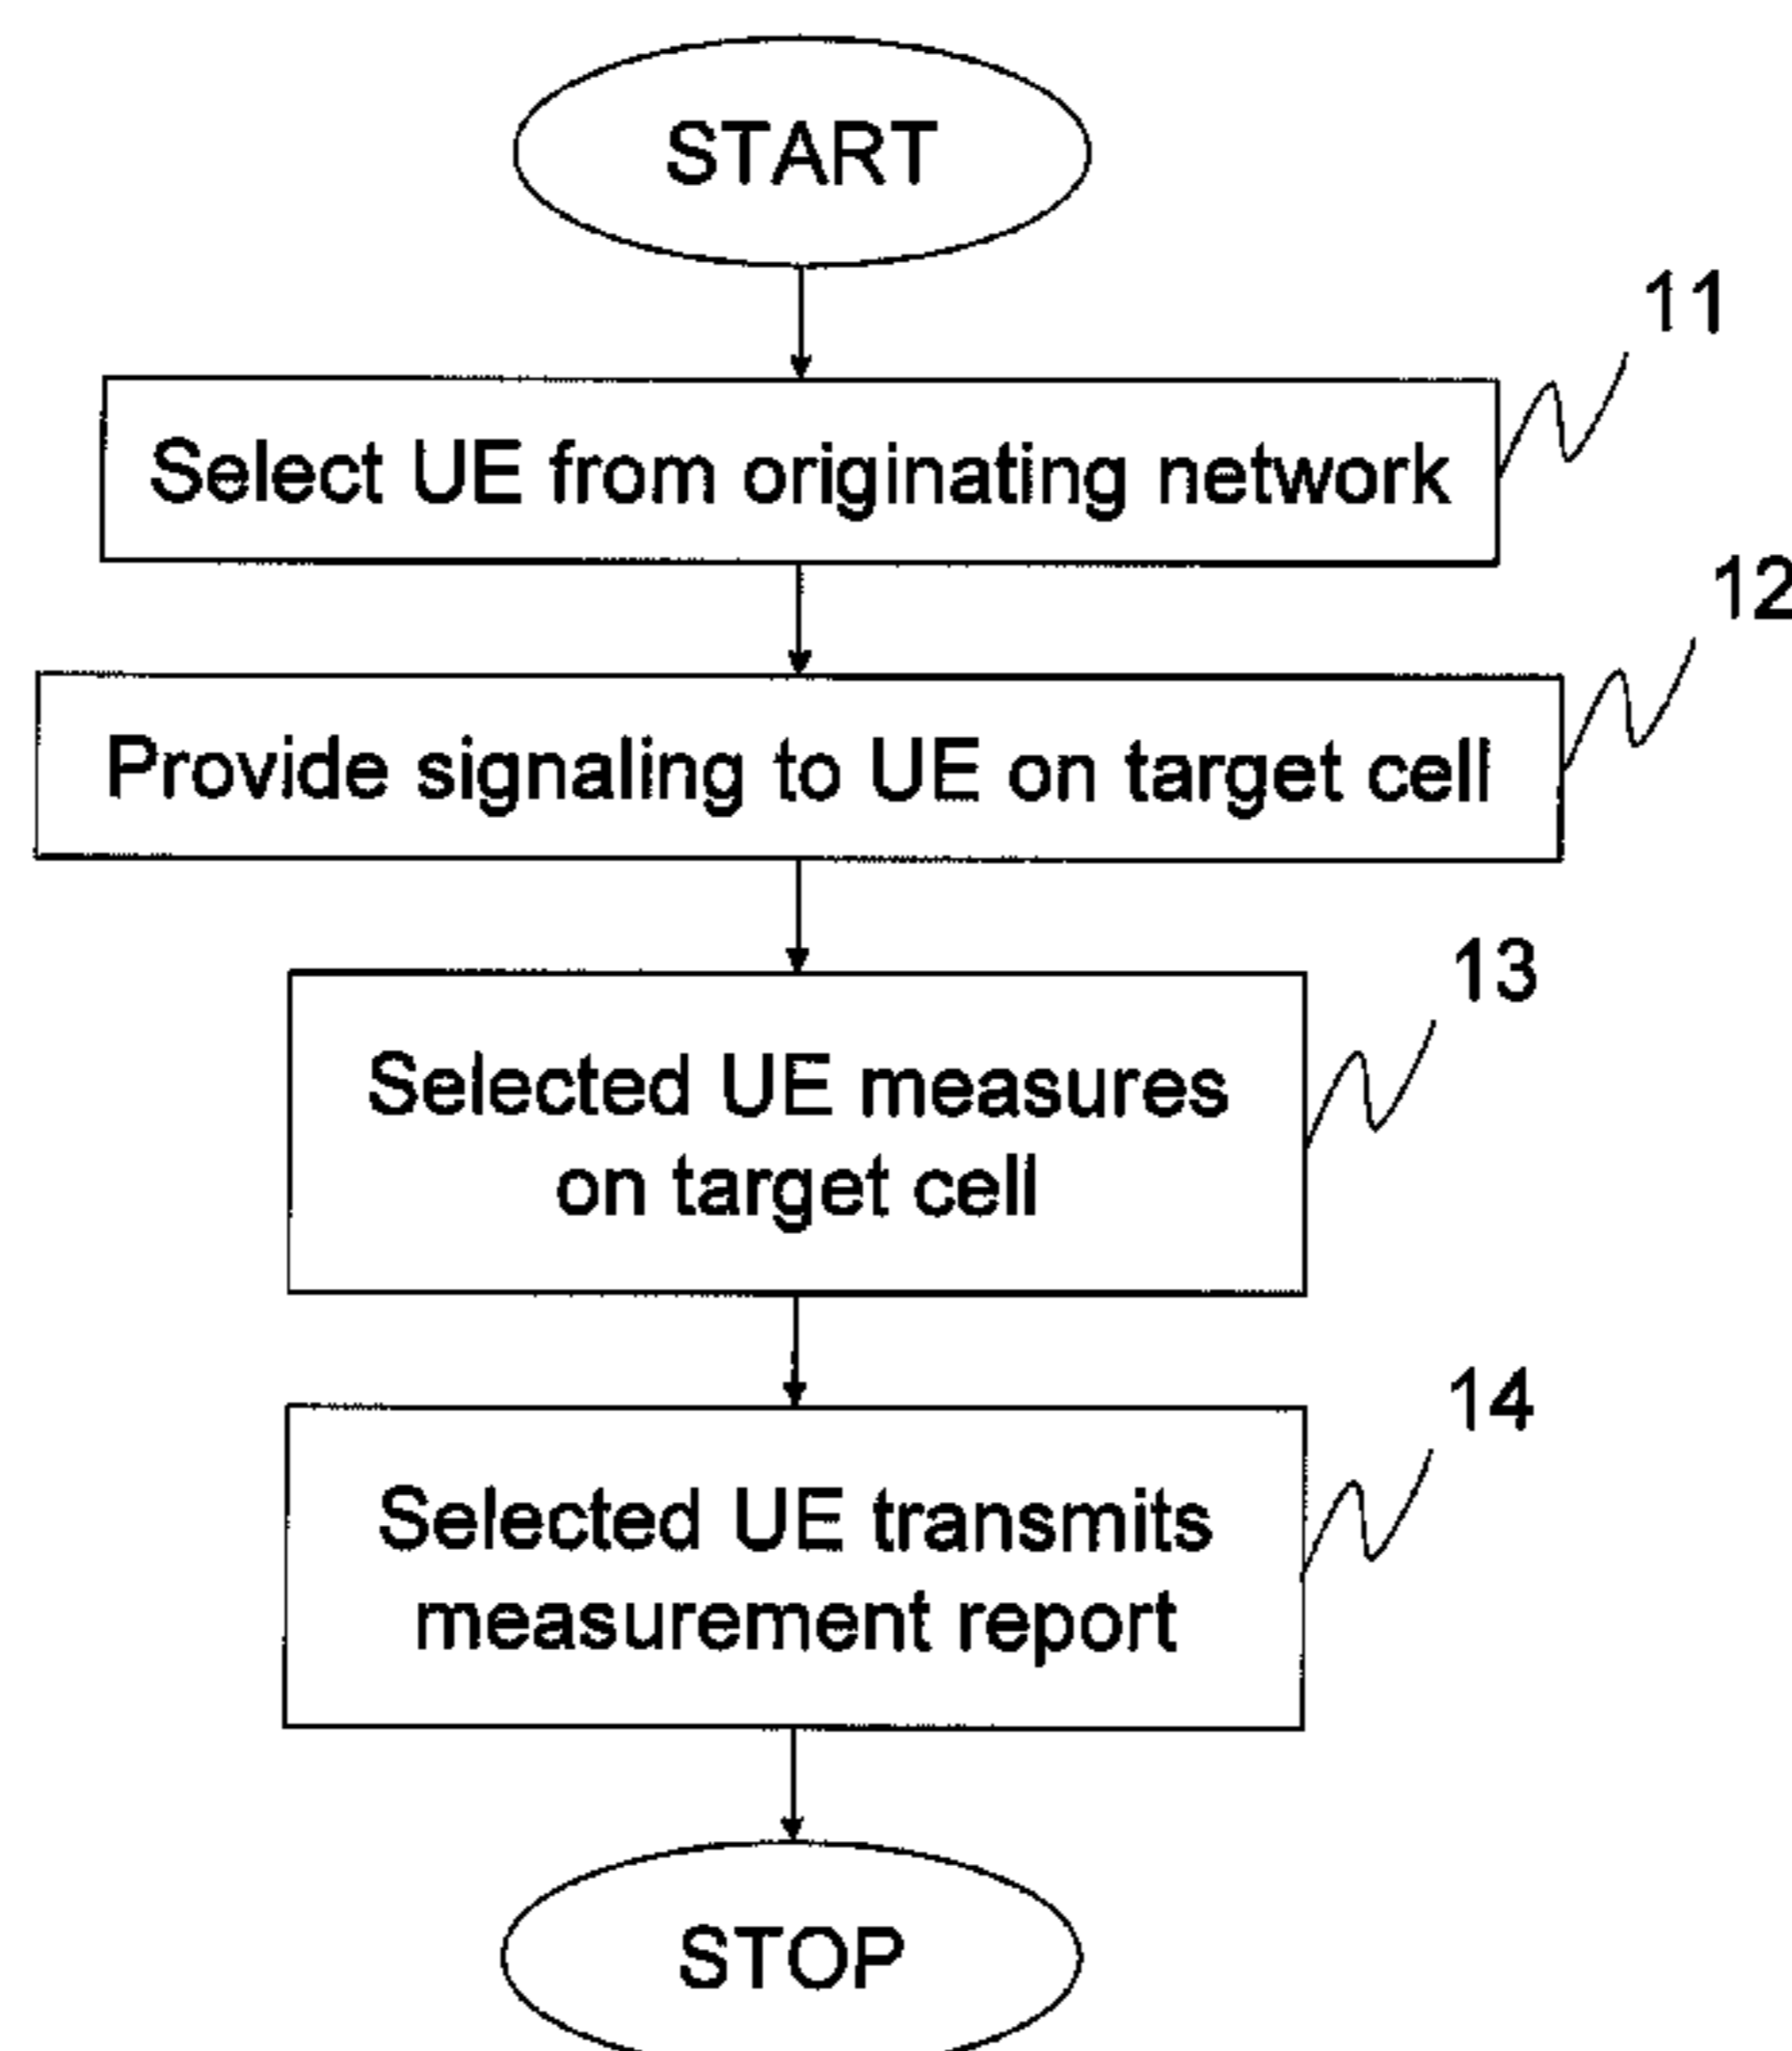 START
11
Select UE from originating network
12
Provide signaling to UE on target cell
13
Selected UE measures
on target cell
14
Selected UE transmits
measurement report
STOP